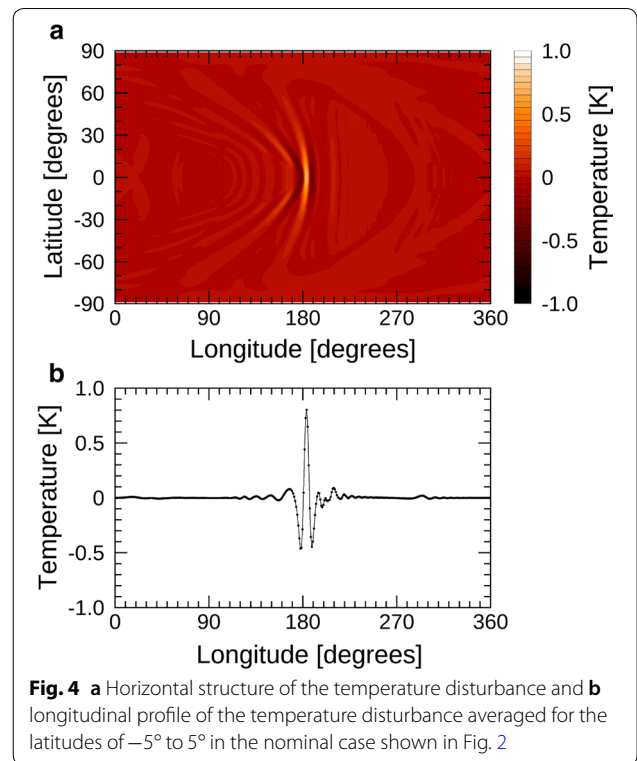 a
90
60
30
0
-30
-60
-90
Latitude [degrees]
0 90 180 270 360
Longitude [degrees]
1.0
0.5
0
-0.5
-1.0
Temperature [K]
b
1.0
0.5
0
-0.5
-1.0
Temperature [K]
0 90 180 270 360
Longitude [degrees]
Fig. 4 a Horizontal structure of the temperature disturbance and b
longitudinal profile of the temperature disturbance averaged for the
latitudes of −5° to 5° in the nominal case shown in Fig. 2